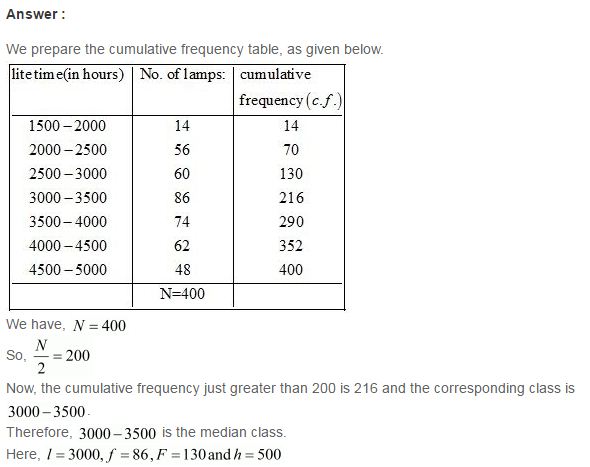 Answer :
We prepare the cumulative frequency table, as given below.
litetime(in hours) No. of lamps: cumulative
frequency (c.f.)
1500 – 2000 14 14
2000 – 2500 56 70
2500 – 3000 60 130
3000 – 3500 86 216
3500 – 4000 74 290
4000 – 4500 62 352
4500 – 5000 48 400
N=400
We have, N = 400
So, N/2 = 200
Now, the cumulative frequency just greater than 200 is 216 and the corresponding class is
3000 – 3500.
Therefore, 3000 – 3500 is the median class.
Here, l = 3000, f = 86, F = 130 and h = 500